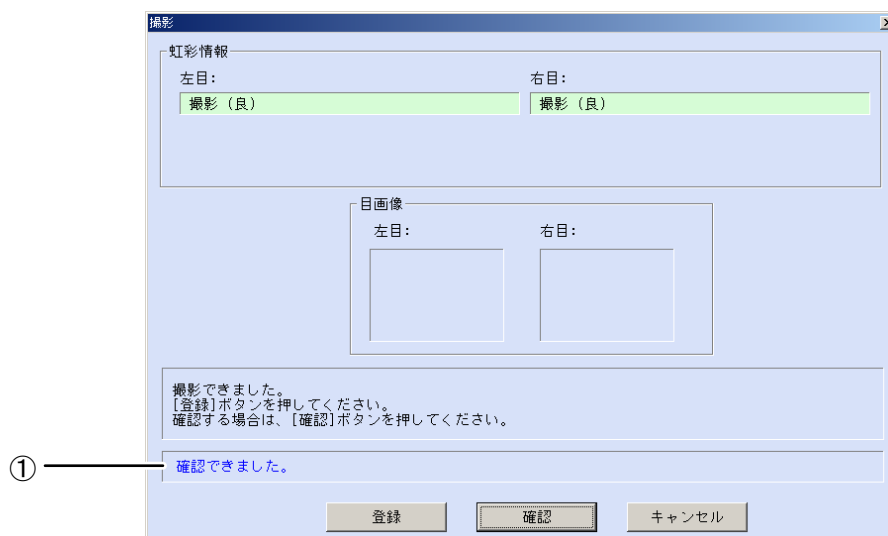 撮影
虹彩情報
左目: 右目:
撮影 (良) 撮影 (良)
目画像
左目: 右目:
撮影できました。
[登録]ボタンを押してください。
確認する場合は、[確認]ボタンを押してください。
① 確認できました。
登録 確認 キャンセル